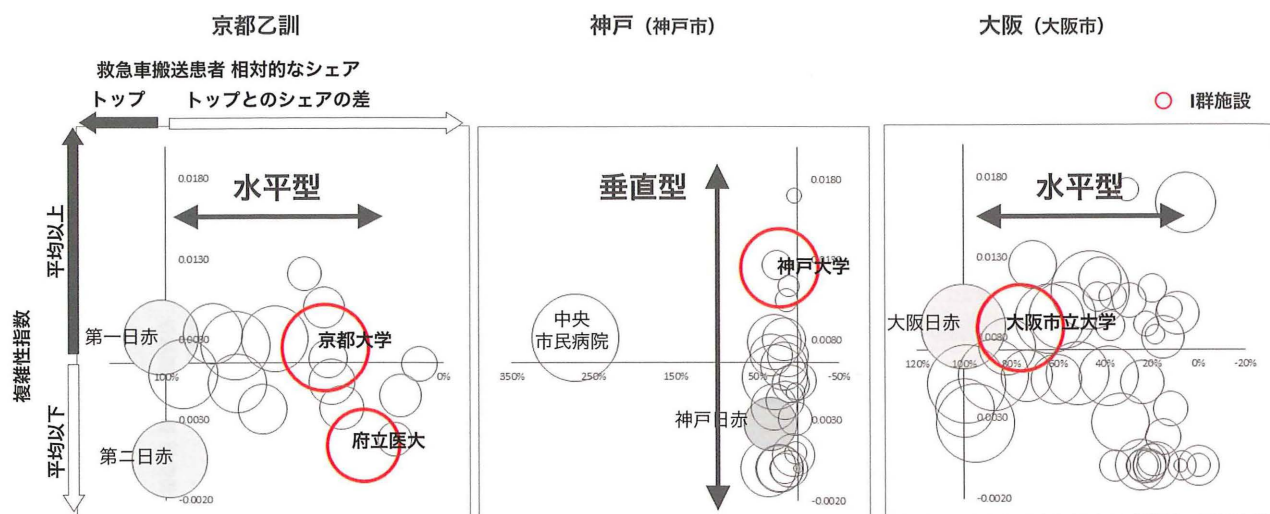 京都乙訓
神戸（神戸市）
大阪（大阪市）
救急車搬送患者 相対的なシェア
トップ
トップとのシェアの差
I群施設
複雑性指数
平均以上
平均以下
水平型
0.0180
0.0130
第一日赤
京都大学
100%
0%
0.0030
府立医大
第二日赤
-0.0020
垂直型
0.0180
神戸大学
中央
市民病院
0.0080
350%
250%
150%
50%
-50%
神戸日赤
0.0030
-0.0020
水平型
0.0180
0.0130
大阪日赤
大阪市立大学
0.0080
120%
100%
60%
40%
20%
0%
-20%
0.0030
-0.0020